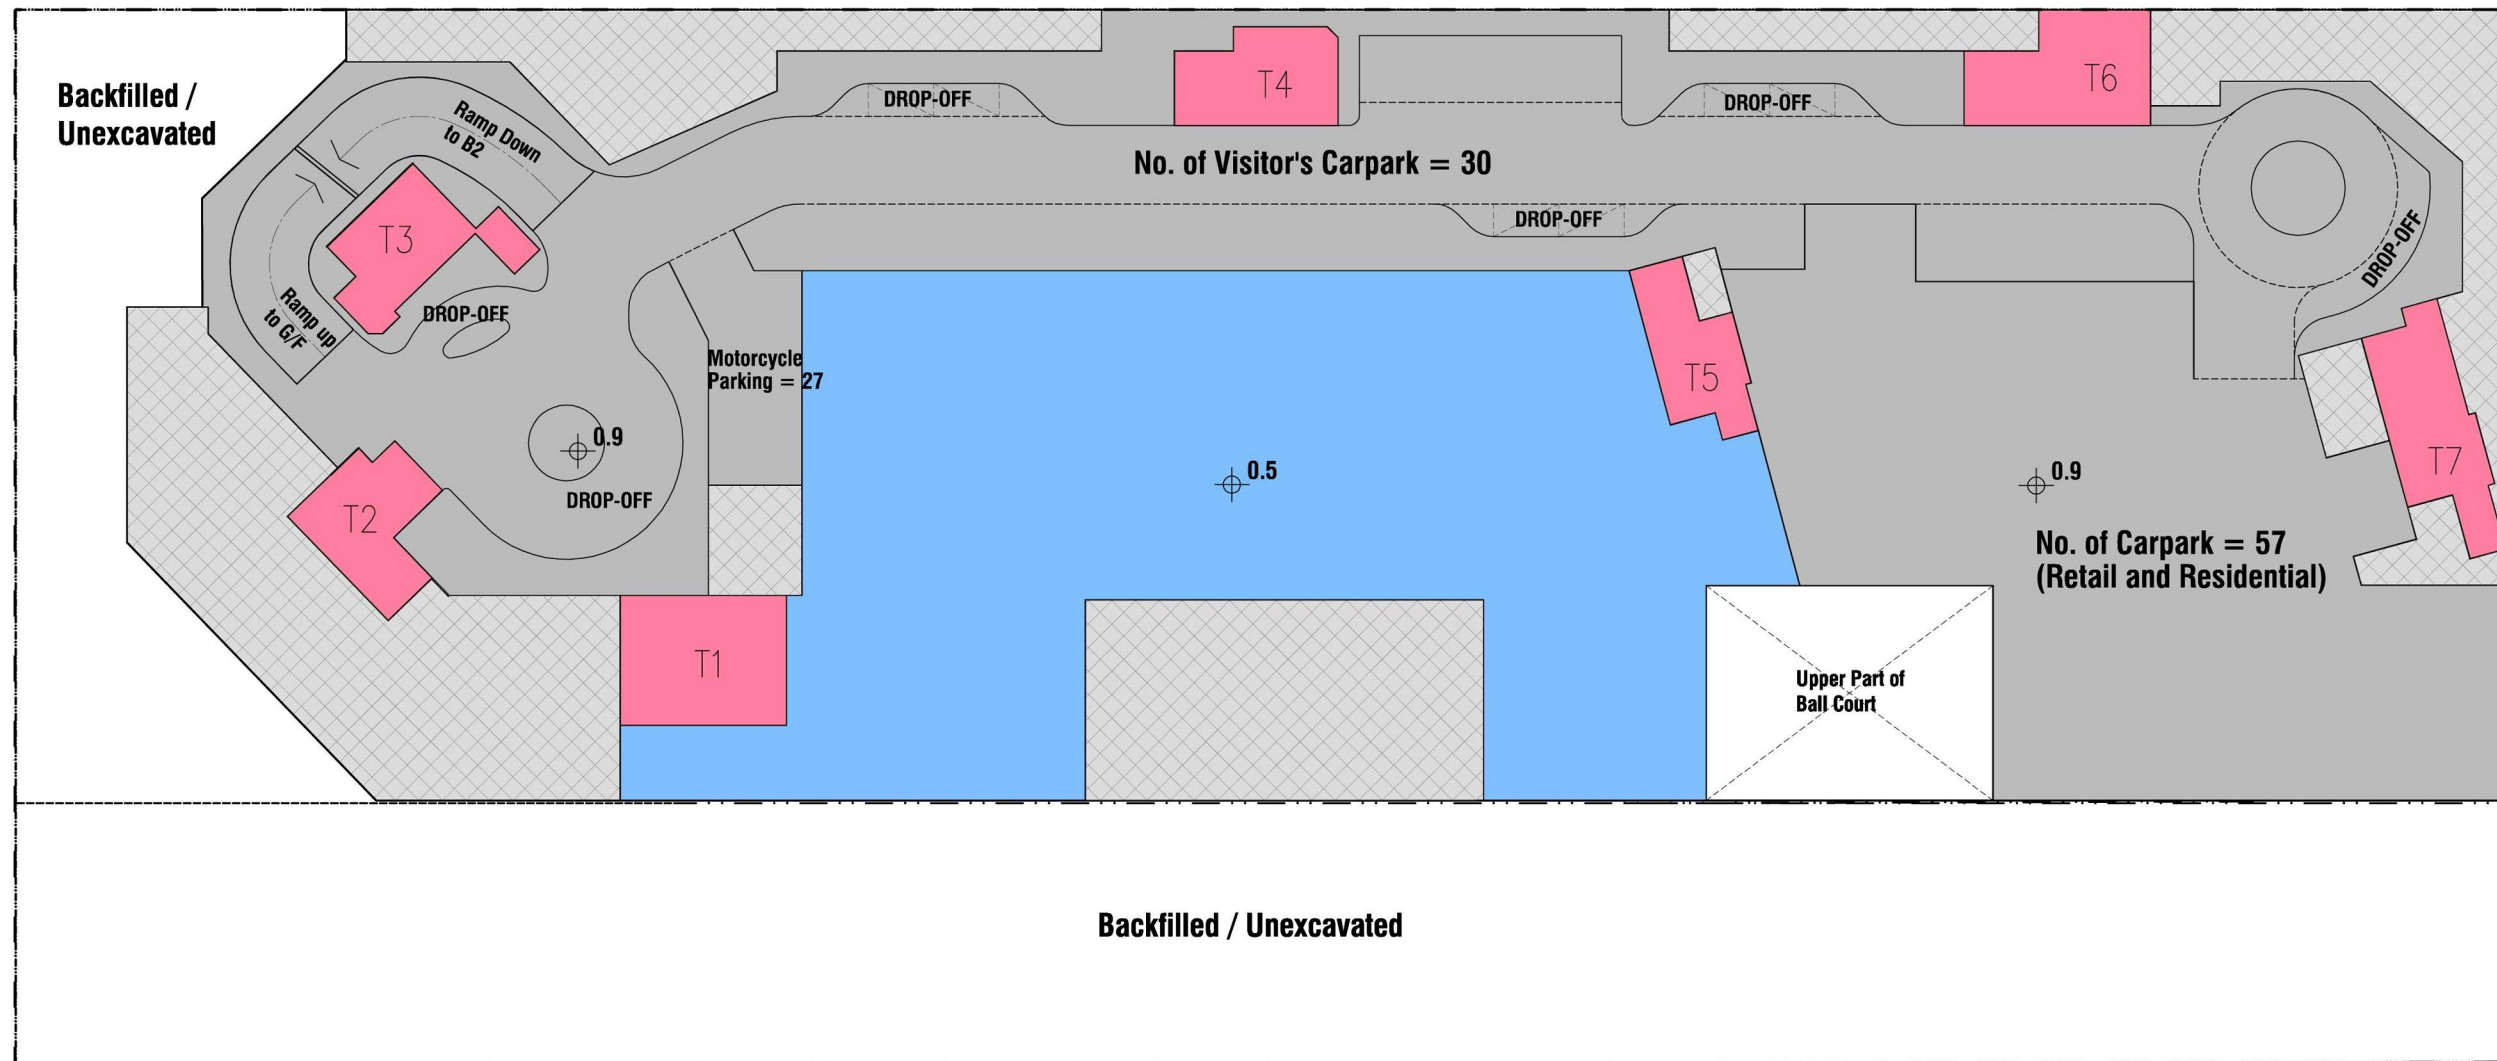 Backfilled /
Unexcavated
Ramp Down
to B2
DROP-OFF
T4
DROP-OFF
T6
No. of Visitor's Carpark = 30
T3
DROP-OFF
DROP-OFF
Ramp up
to G/F
DROP-OFF
Motorcycle
Parking = 27
T5
0.9
0.5
0.9
T7
DROP-OFF
T2
No. of Carpark = 57
(Retail and Residential)
T1
Upper Part of
Ball Court
Backfilled / Unexcavated